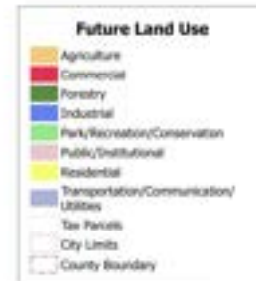 Future Land Use
Agriculture
Commercial
Forestry
Industrial
Park/Recreation/Conservation
Public/Institutional
Residential
Transportation/Communication/
Utilities
Tax Parcels
City Limits
County Boundary